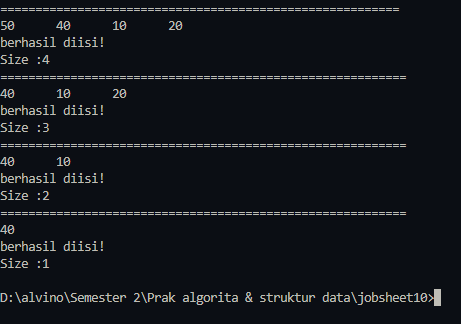 =========================================================
50      40      10      20
berhasil diisi!
Size :4
==========================================================
40      10      20
berhasil diisi!
Size :3
==========================================================
40      10
berhasil diisi!
Size :2
==========================================================
40
berhasil diisi!
Size :1
D:\alvino\Semester 2\Prak algorita & struktur data\jobsheet10>